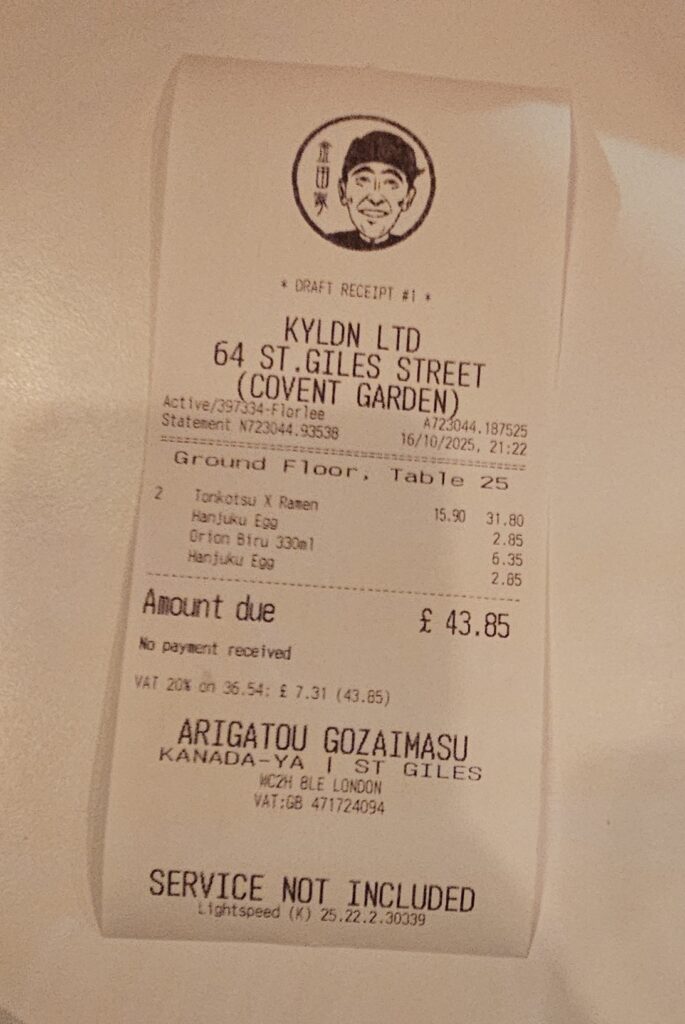 金田家
* DRAFT RECEIPT #1 *
KYLDN LTD
64 ST.GILES STREET
(COVENT GARDEN)
Active/397334-Florlee A723044.187525
Statement N723044.93538 16/10/2025, 21:22
Ground Floor, Table 25
2 Tonkotsu X Ramen 15.90 31.80
Hanjuku Egg 2.85
Orion Biru 330ml 6.35
Hanjuku Egg 2.85
Amount due £ 43.85
No payment received
VAT 20% on 36.54: £ 7.31 (43.85)
ARIGATOU GOZAIMASU
KANADA-YA | ST GILES
WC2H 8LE LONDON
VAT:GB 471724094
SERVICE NOT INCLUDED
Lightspeed (K) 25.22.2.30339